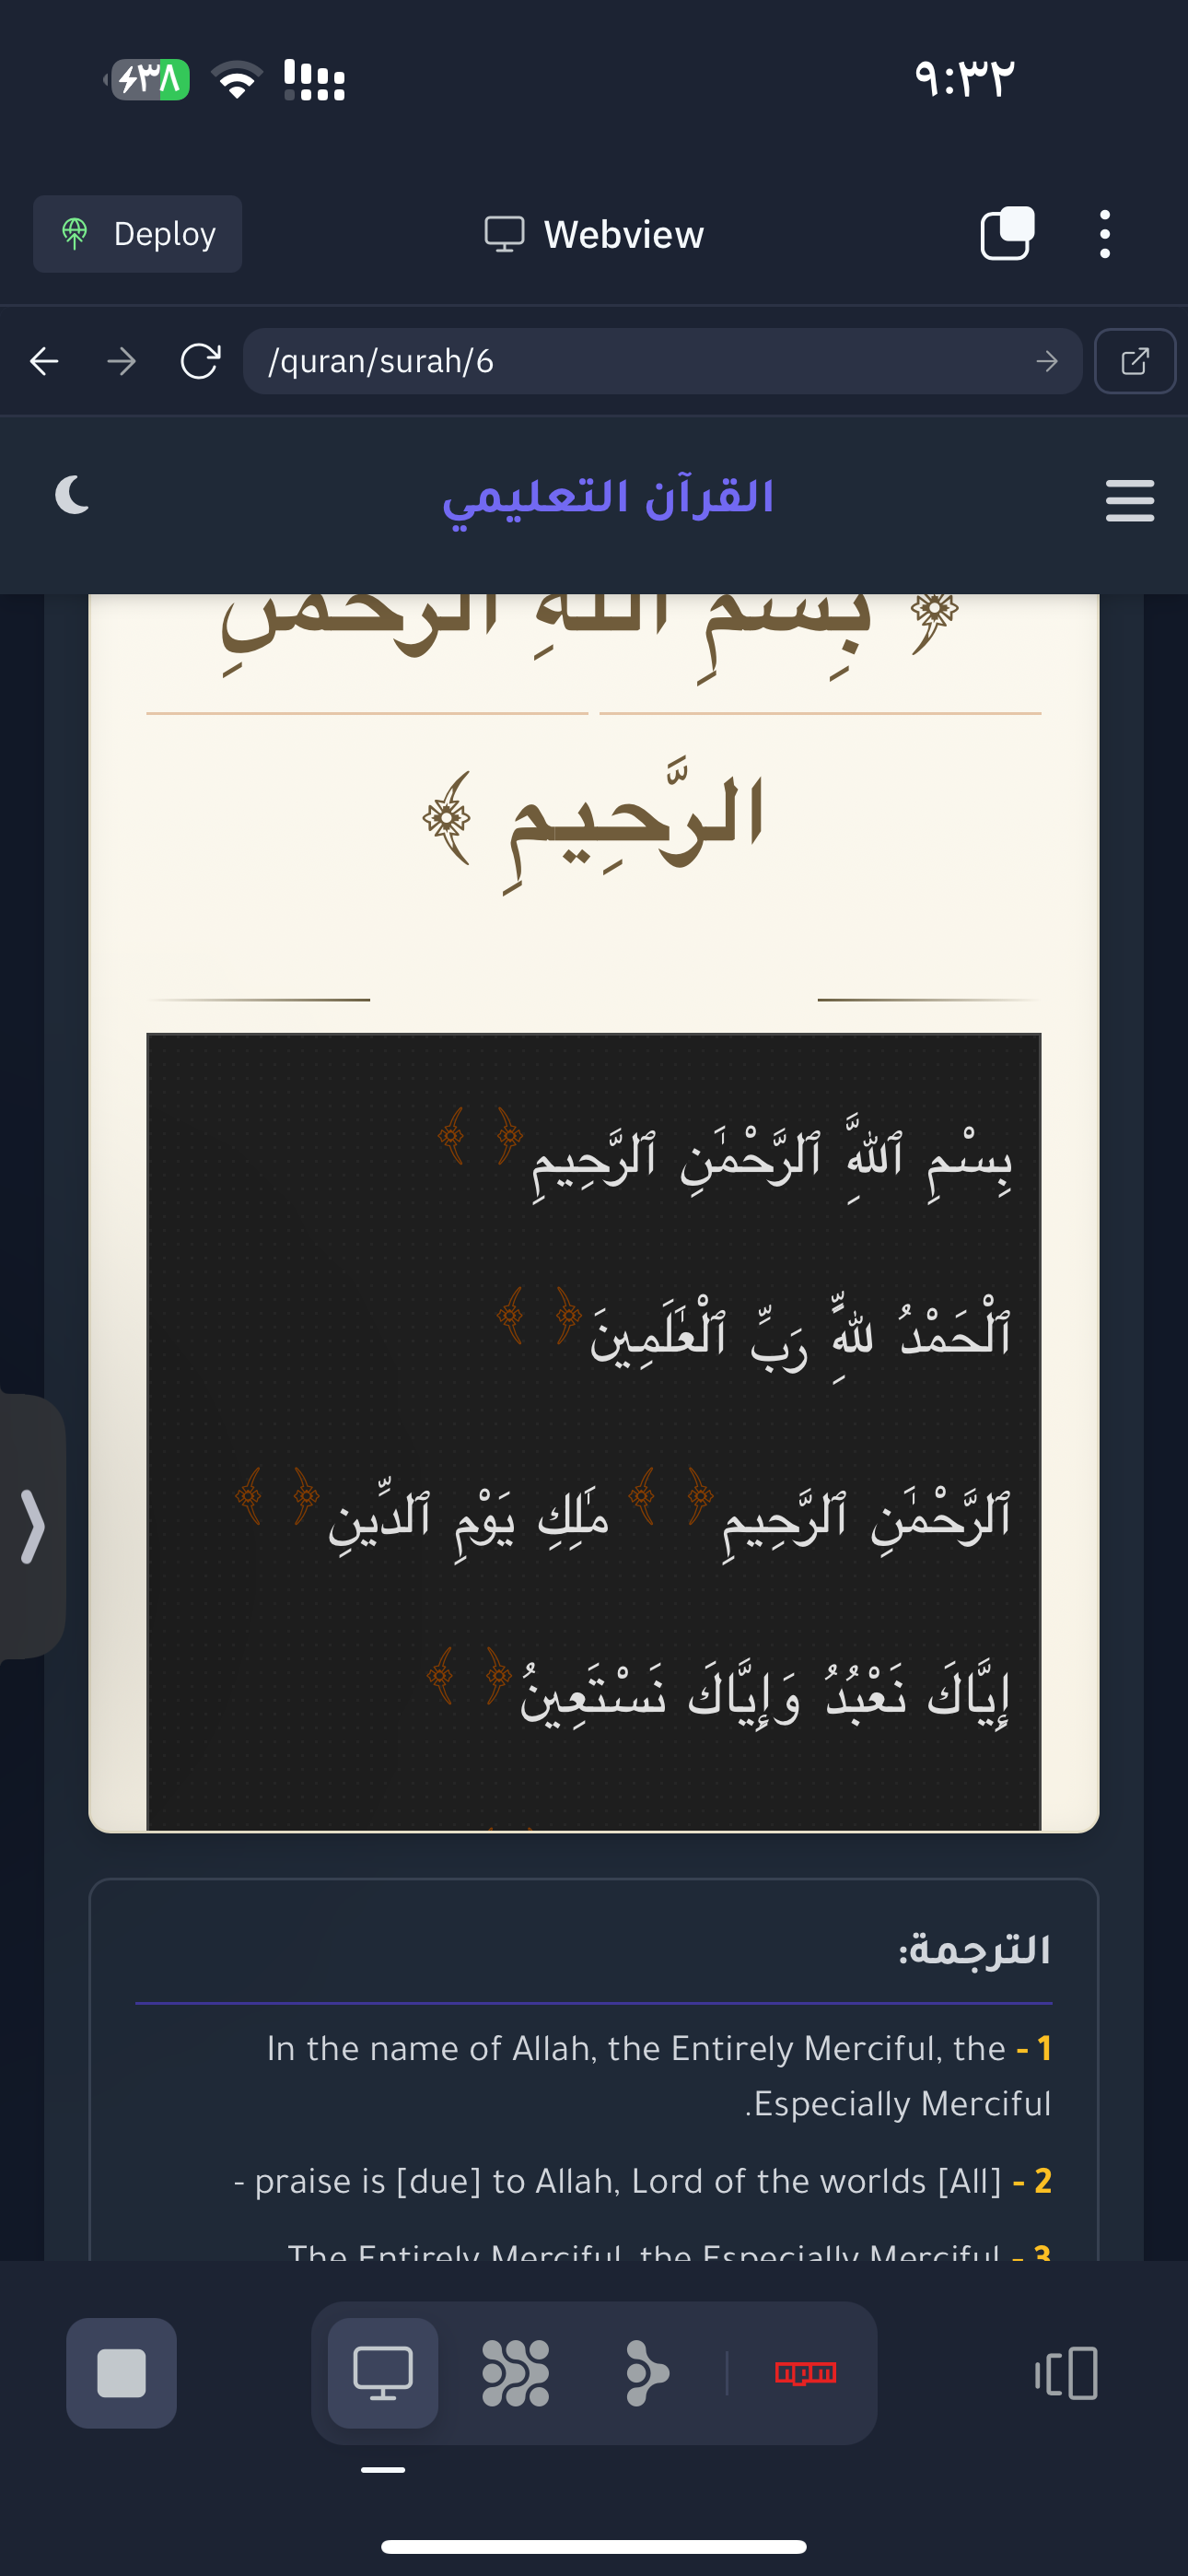 ٣٨
٩:٣٢
Deploy
Webview
/quran/surah/6
القرآن التعليمي
﴿ بِسْمِ اللَّهِ الرَّحْمَٰنِ
الرَّحِيمِ ﴾
بِسْمِ ٱللَّهِ ٱلرَّحْمَٰنِ ٱلرَّحِيمِ ﴿ ﴾
ٱلْحَمْدُ لِلَّهِ رَبِّ ٱلْعَٰلَمِينَ ﴿ ﴾
ٱلرَّحْمَٰنِ ٱلرَّحِيمِ ﴿ ﴾ مَٰلِكِ يَوْمِ ٱلدِّينِ ﴿ ﴾
إِيَّاكَ نَعْبُدُ وَإِيَّاكَ نَسْتَعِينُ ﴿ ﴾
الترجمة:
1 - In the name of Allah, the Entirely Merciful, the
Especially Merciful.
2 - [All] praise is [due] to Allah, Lord of the worlds -
3 - The Entirely Merciful, the Especially Merciful
npm